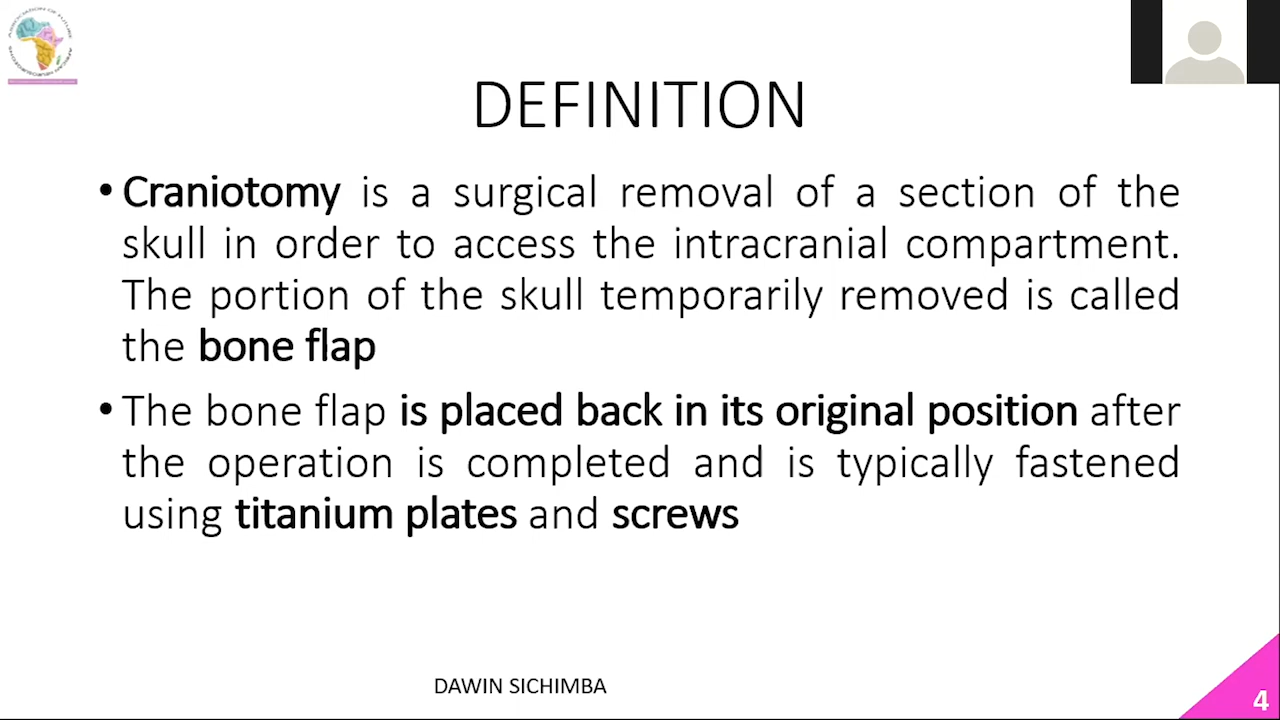 DEFINITION
• Craniotomy is a surgical removal of a section of the
skull in order to access the intracranial compartment.
The portion of the skull temporarily removed is called
the bone flap
• The bone flap is placed back in its original position after
the operation is completed and is typically fastened
using titanium plates and screws
DAWIN SICHIMBA
4